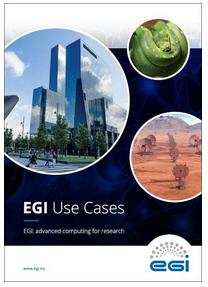 EGI Use Cases
EGI: advanced computing for research
www.egi.eu
egi